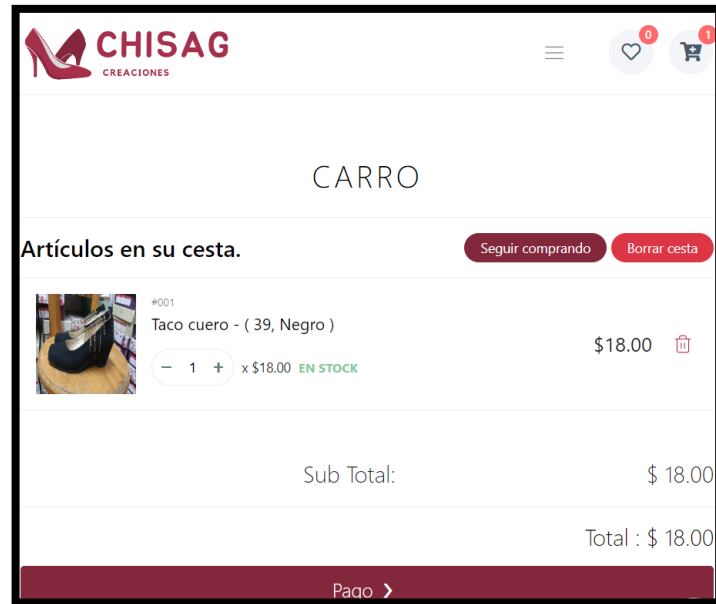 CHISAG
CREACIONES
0
1
CARRO
Artículos en su cesta.
Seguir comprando
Borrar cesta
#001
Taco cuero - ( 39, Negro )
$18.00
− 1 + x $18.00 EN STOCK
Sub Total: $ 18.00
Total : $ 18.00
Pago ❯